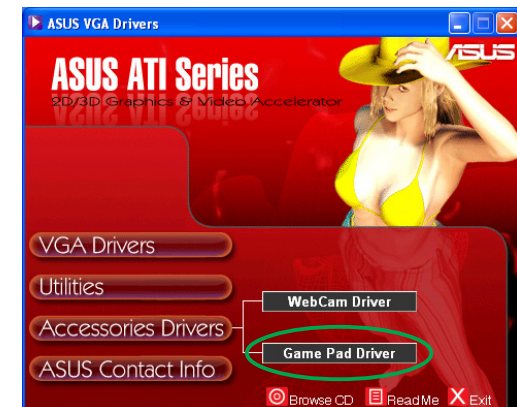 ASUS VGA Drivers
ASUS
ASUS ATI Series
2D/3D Graphics & Video Accelerator
VGA Drivers
Utilities
WebCam Driver
Accessories Drivers
Game Pad Driver
ASUS Contact Info
Browse CD ReadMe Exit